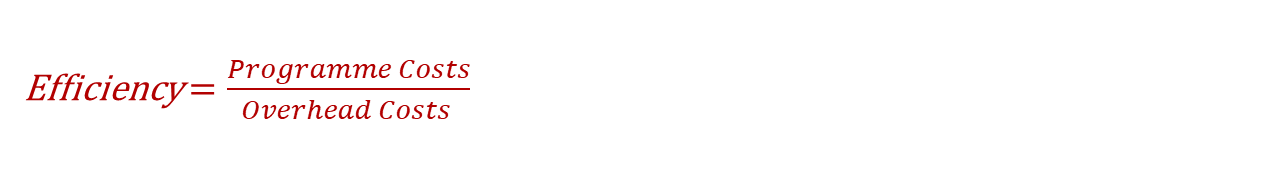 Efficiency = Programme Costs / Overhead Costs